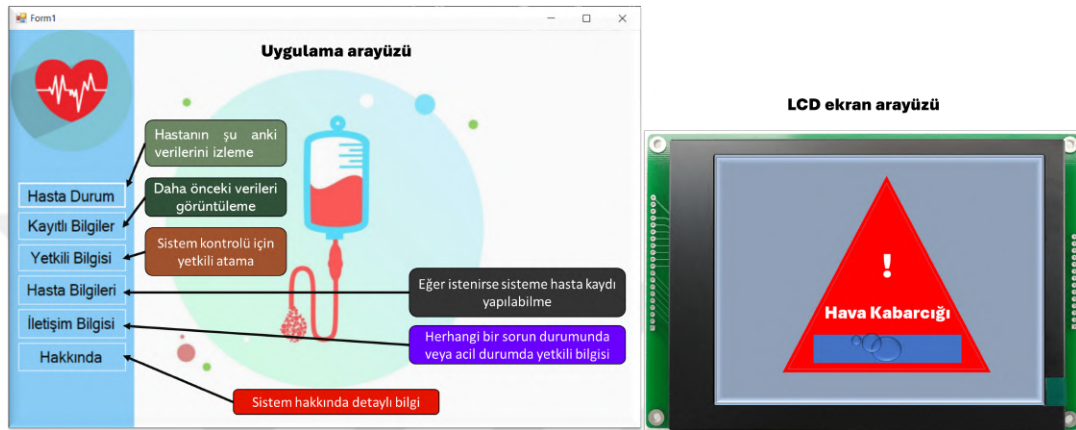 Form1
Uygulama arayüzü
Hastanın şu anki
verilerini izleme
Hasta Durum
Daha önceki verileri
görüntüleme
Kayıtlı Bilgiler
Sistem kontrolü için
yetkili atama
Yetkili Bilgisi
Hasta Bilgileri
Eğer istenirse sisteme hasta kaydı
yapılabilme
İletişim Bilgisi
Herhangi bir sorun durumunda
veya acil durumda yetkili bilgisi
Hakkında
Sistem hakkında detaylı bilgi
LCD ekran arayüzü
!
Hava Kabarcığı